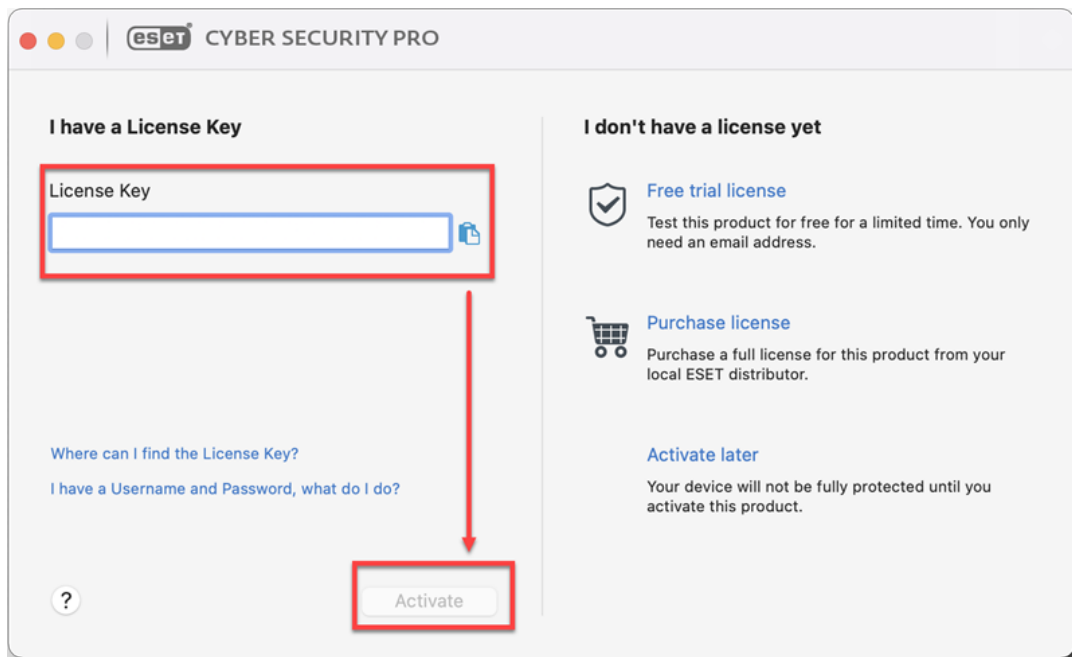 eset CYBER SECURITY PRO
I have a License Key
License Key
Where can I find the License Key?
I have a Username and Password, what do I do?
?
Activate
I don't have a license yet
Free trial license
Test this product for free for a limited time. You only
need an email address.
Purchase license
Purchase a full license for this product from your
local ESET distributor.
Activate later
Your device will not be fully protected until you
activate this product.